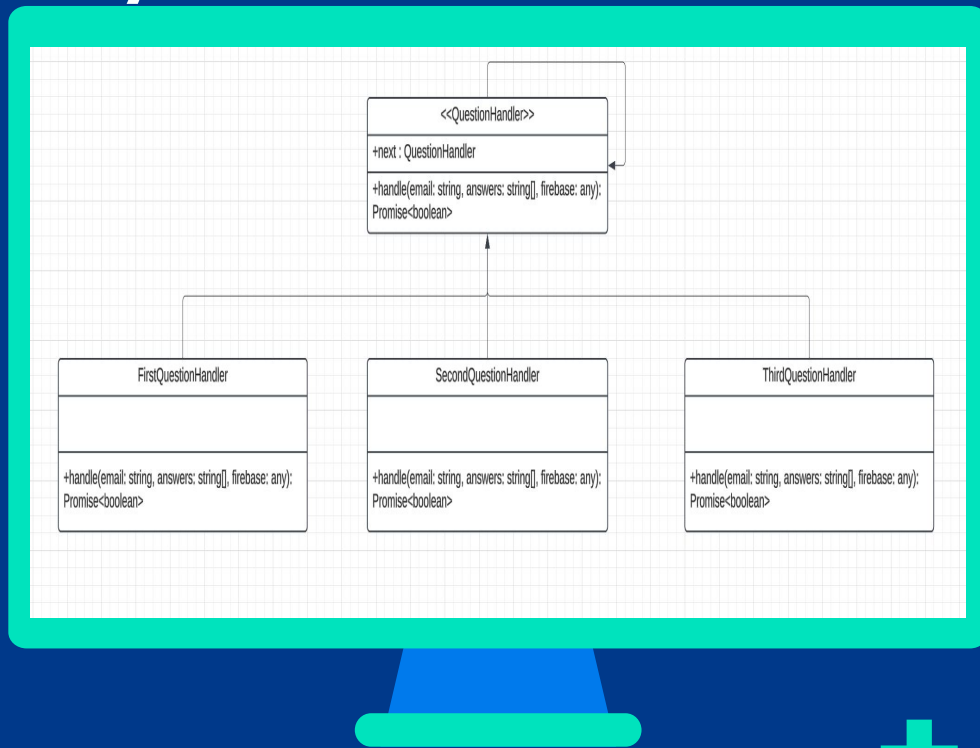 <<QuestionHandler>>
+next : QuestionHandler
+handle(email: string, answers: string[], firebase: any):
Promise<boolean>
FirstQuestionHandler
+handle(email: string, answers: string[], firebase: any):
Promise<boolean>
SecondQuestionHandler
+handle(email: string, answers: string[], firebase: any):
Promise<boolean>
ThirdQuestionHandler
+handle(email: string, answers: string[], firebase: any):
Promise<boolean>